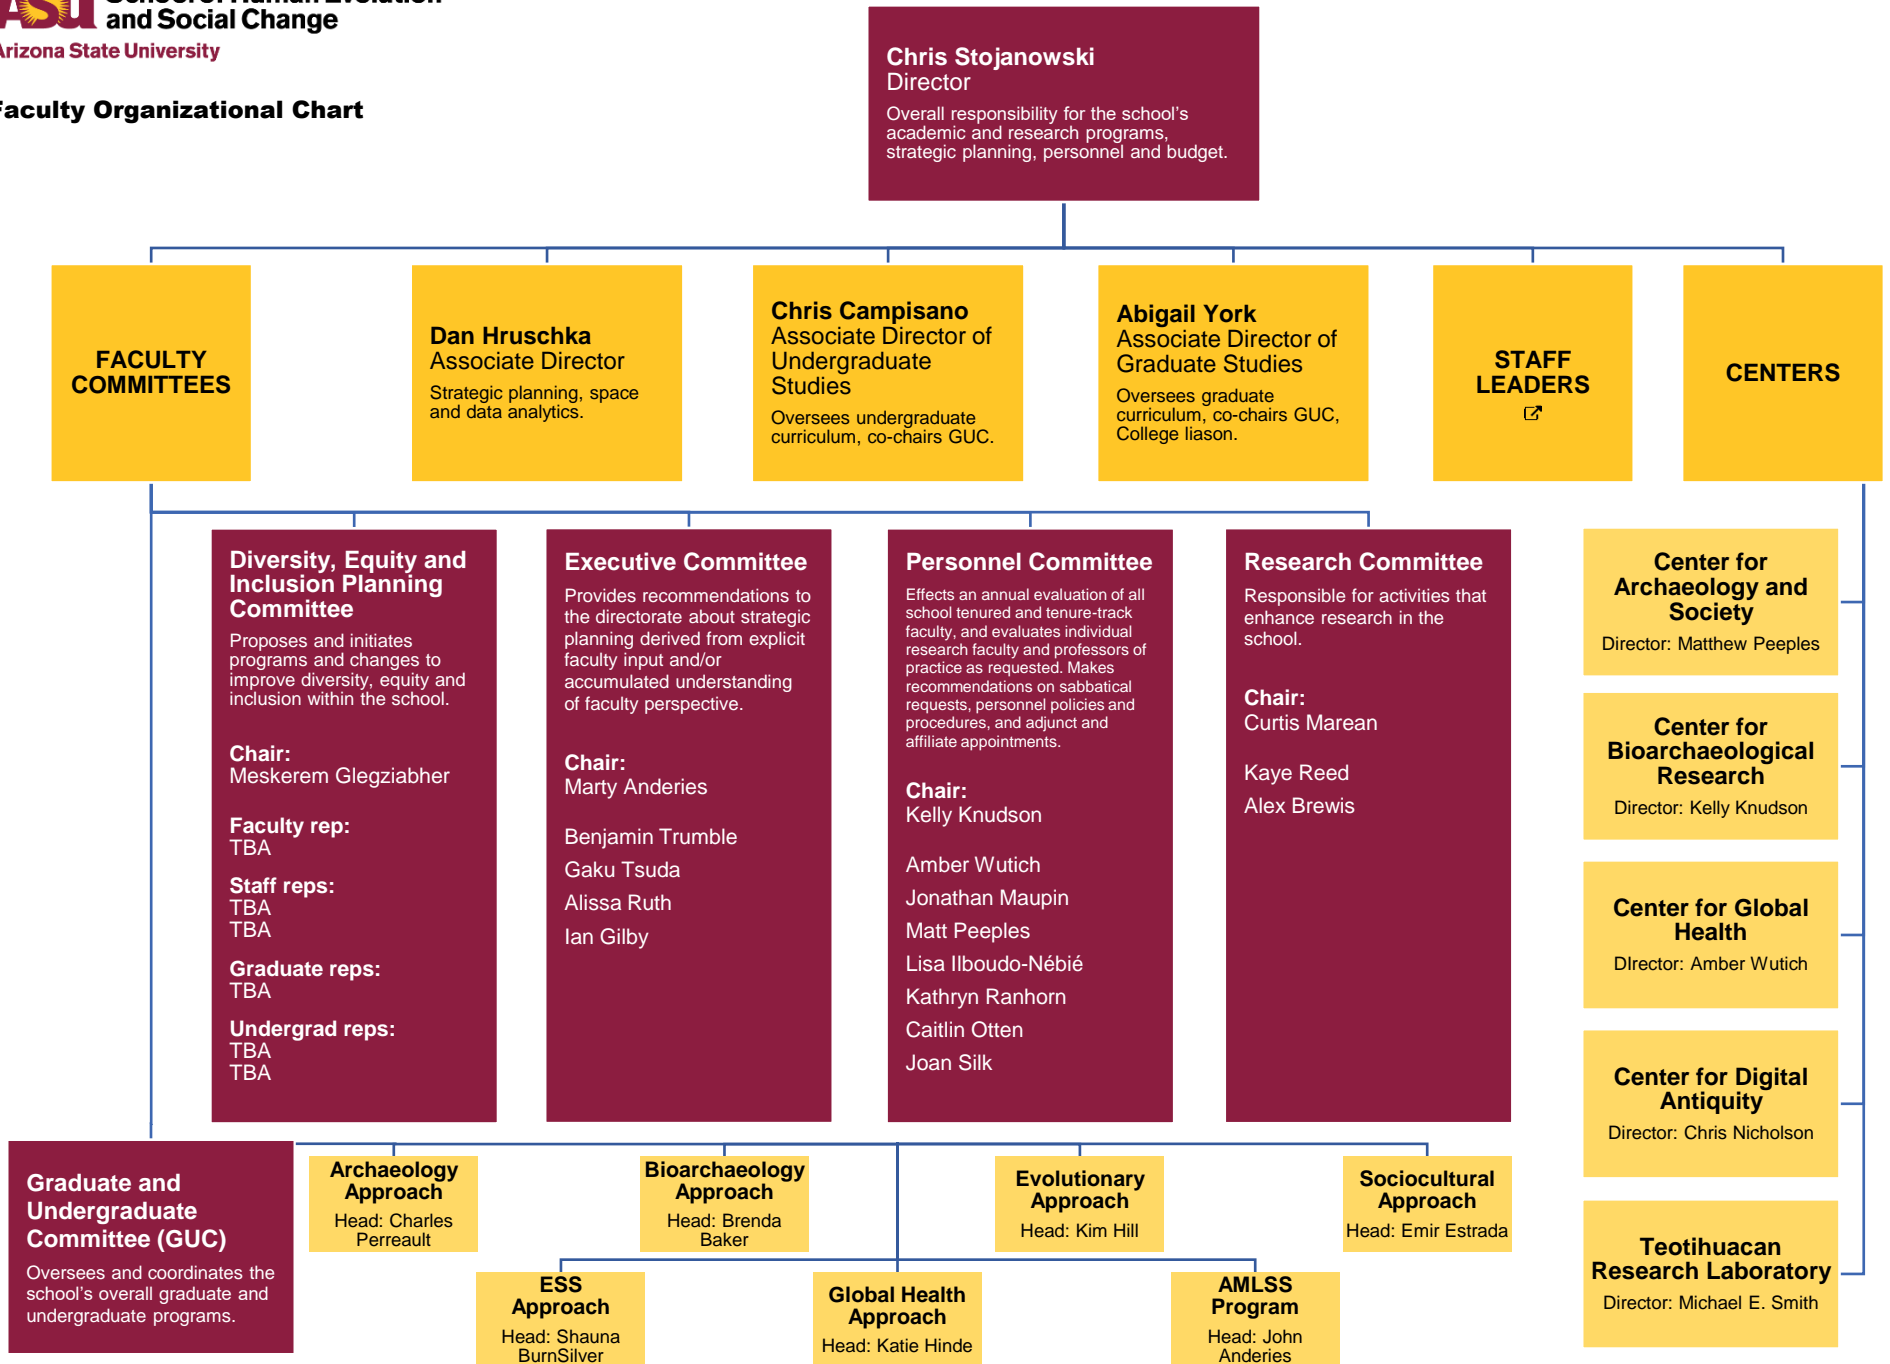 ASU School of Human Evolution
and Social Change
Arizona State University
Faculty Organizational Chart
Chris Stojanowski
Director
Overall responsibility for the school’s
academic and research programs,
strategic planning, personnel and budget.
FACULTY
COMMITTEES
Dan Hruschka
Associate Director
Strategic planning, space
and data analytics.
Chris Campisano
Associate Director of
Undergraduate
Studies
Oversees undergraduate
curriculum, co-chairs GUC.
Abigail York
Associate Director of
Graduate Studies
Oversees graduate
curriculum, co-chairs GUC,
College liason.
STAFF
LEADERS
CENTERS
Diversity, Equity and
Inclusion Planning
Committee
Proposes and initiates
programs and changes to
improve diversity, equity and
inclusion within the school.
Chair:
Meskerem Glegziabher
Faculty rep:
TBA
Staff reps:
TBA
TBA
Graduate reps:
TBA
Undergrad reps:
TBA
TBA
Executive Committee
Provides recommendations to
the directorate about strategic
planning derived from explicit
faculty input and/or
accumulated understanding
of faculty perspective.
Chair:
Marty Anderies
Benjamin Trumble
Gaku Tsuda
Alissa Ruth
Ian Gilby
Personnel Committee
Effects an annual evaluation of all
school tenured and tenure-track
faculty, and evaluates individual
research faculty and professors of
practice as requested. Makes
recommendations on sabbatical
requests, personnel policies and
procedures, and adjunct and
affiliate appointments.
Chair:
Kelly Knudson
Amber Wutich
Jonathan Maupin
Matt Peeples
Lisa Ilboudo-Nébié
Kathryn Ranhorn
Caitlin Otten
Joan Silk
Research Committee
Responsible for activities that
enhance research in the
school.
Chair:
Curtis Marean
Kaye Reed
Alex Brewis
Center for
Archaeology and
Society
Director: Matthew Peeples
Center for
Bioarchaeological
Research
Director: Kelly Knudson
Center for Global
Health
DIrector: Amber Wutich
Center for Digital
Antiquity
Director: Chris Nicholson
Teotihuacan
Research Laboratory
Director: Michael E. Smith
Graduate and
Undergraduate
Committee (GUC)
Oversees and coordinates the
school’s overall graduate and
undergraduate programs.
Archaeology
Approach
Head: Charles
Perreault
Bioarchaeology
Approach
Head: Brenda
Baker
Evolutionary
Approach
Head: Kim Hill
Sociocultural
Approach
Head: Emir Estrada
ESS
Approach
Head: Shauna
BurnSilver
Global Health
Approach
Head: Katie Hinde
AMLSS
Program
Head: John
Anderies